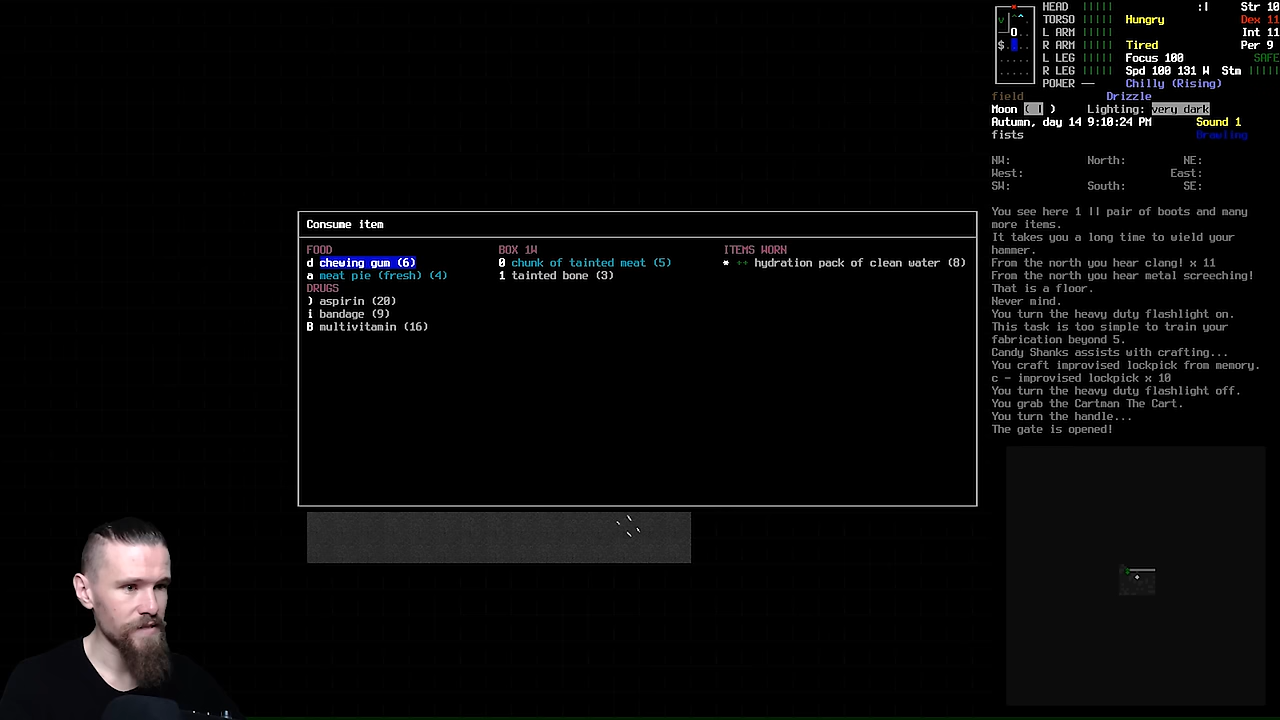 Consume item
FOOD BOX 1W ITEMS WORN
d chewing gum (6) 0 chunk of tainted meat (5) * ++ hydration pack of clean water (8)
a meat pie (fresh) (4) 1 tainted bone (3)
DRUGS
) aspirin (20)
i bandage (9)
B multivitamin (16)
HEAD ||||| :| Str 10
TORSO ||||| Hungry Dex 11
L ARM ||||| Int 11
R ARM ||||| Tired Per 9
L LEG ||||| Focus 100 SAFE
R LEG ||||| Spd 100 131 W Stm |||||
POWER —— Chilly (Rising)
field Drizzle
Moon ( | ) Lighting: very dark
Autumn, day 14 9:10:24 PM Sound 1
fists Brawling
NW: North: NE:
West: East:
SW: South: SE:
You see here 1 || pair of boots and many
more items.
It takes you a long time to wield your
hammer.
From the north you hear clang! x 11
From the north you hear metal screeching!
That is a floor.
Never mind.
You turn the heavy duty flashlight on.
This task is too simple to train your
fabrication beyond 5.
Candy Shanks assists with crafting...
You craft improvised lockpick from memory.
c - improvised lockpick x 10
You turn the heavy duty flashlight off.
You grab the Cartman The Cart.
You turn the handle...
The gate is opened!